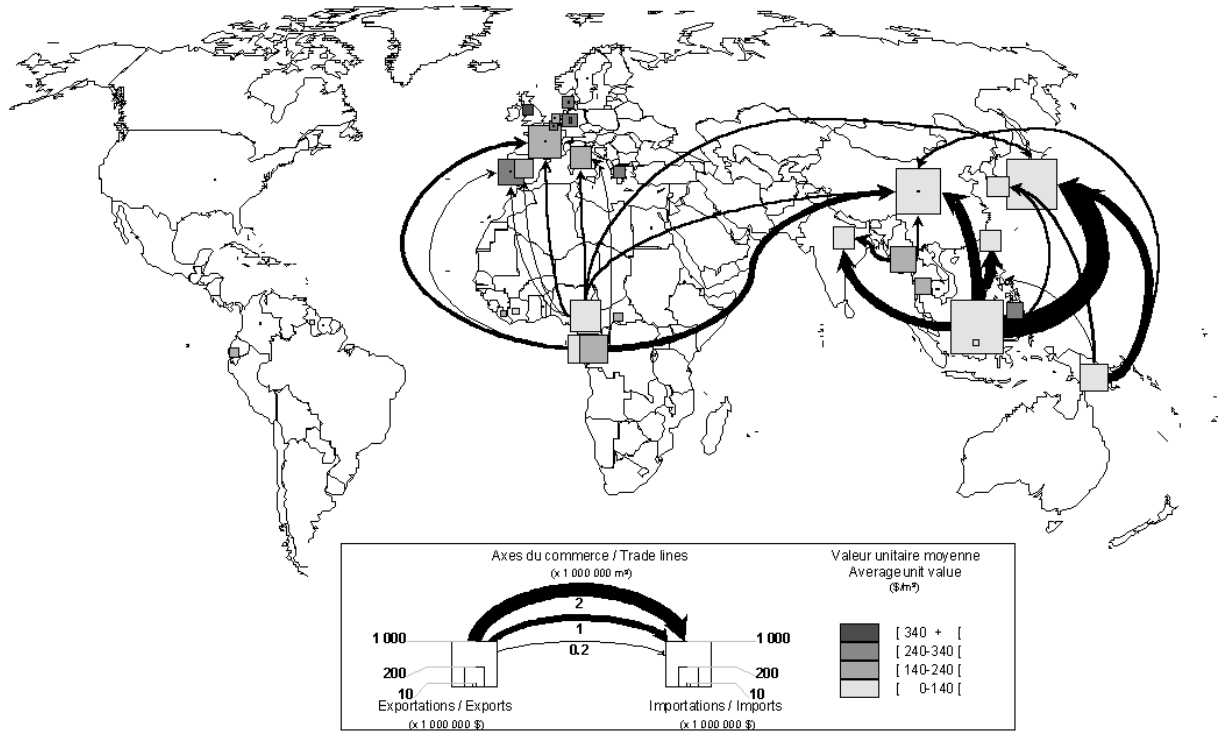 Axes du commerce / Trade lines
(x 1 000 000 m³)
2
1
0.2
1 000
200
10
1 000
200
10
Exportations / Exports
(x 1 000 000 $)
Importations / Imports
(x 1 000 000 $)
Valeur unitaire moyenne
Average unit value
($/m³)
[ 340 + [
[ 240-340 [
[ 140-240 [
[ 0-140 [